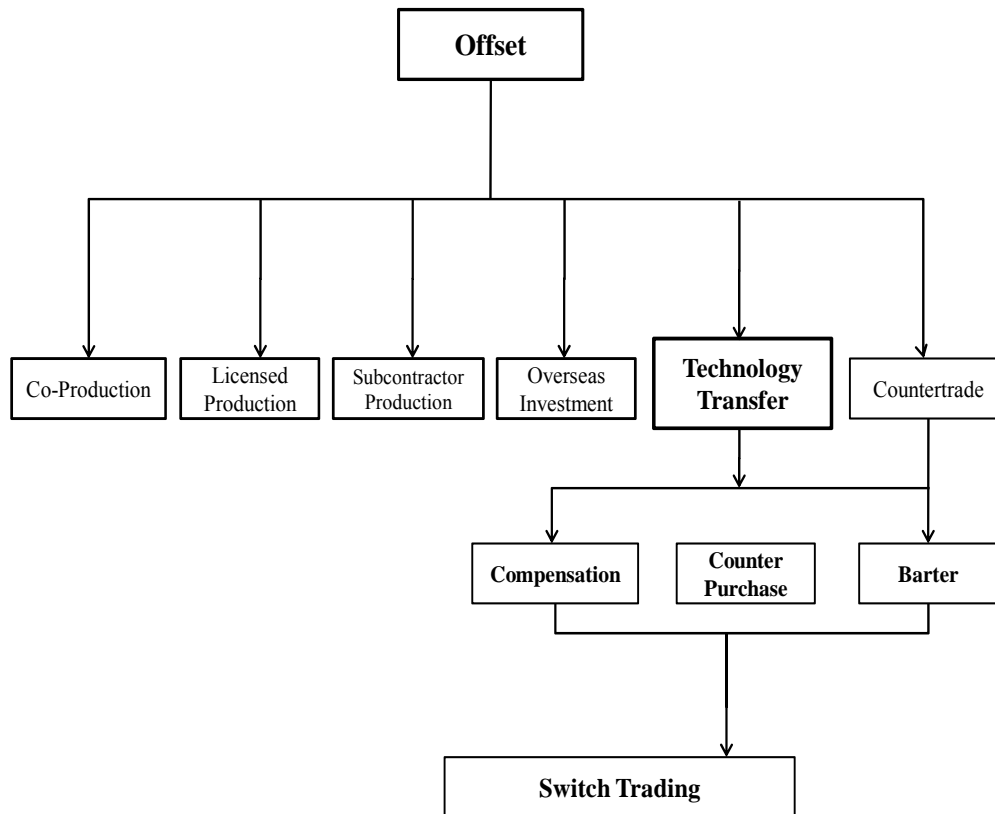 Offset
Co-Production
Licensed
Production
Subcontractor
Production
Overseas
Investment
Technology
Transfer
Countertrade
Compensation
Counter
Purchase
Barter
Switch Trading